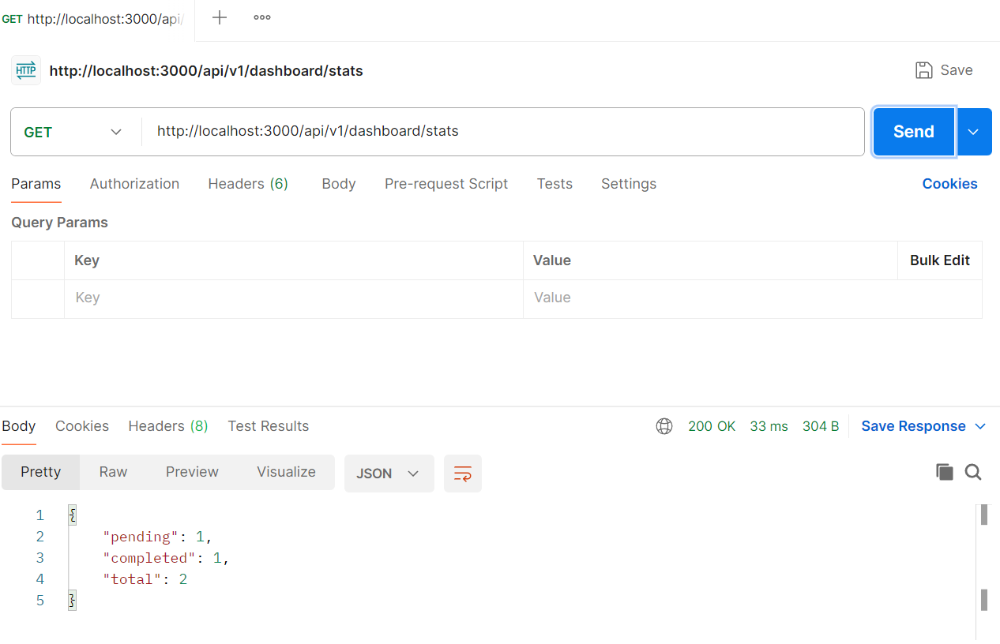 GET http://localhost:3000/api/
HTTP http://localhost:3000/api/v1/dashboard/stats Save
GET http://localhost:3000/api/v1/dashboard/stats Send
Params Authorization Headers (6) Body Pre-request Script Tests Settings Cookies
Query Params
Key Value Bulk Edit
Key Value
Body Cookies Headers (8) Test Results 200 OK 33 ms 304 B Save Response
Pretty Raw Preview Visualize JSON
1 {
2 "pending": 1,
3 "completed": 1,
4 "total": 2
5 }